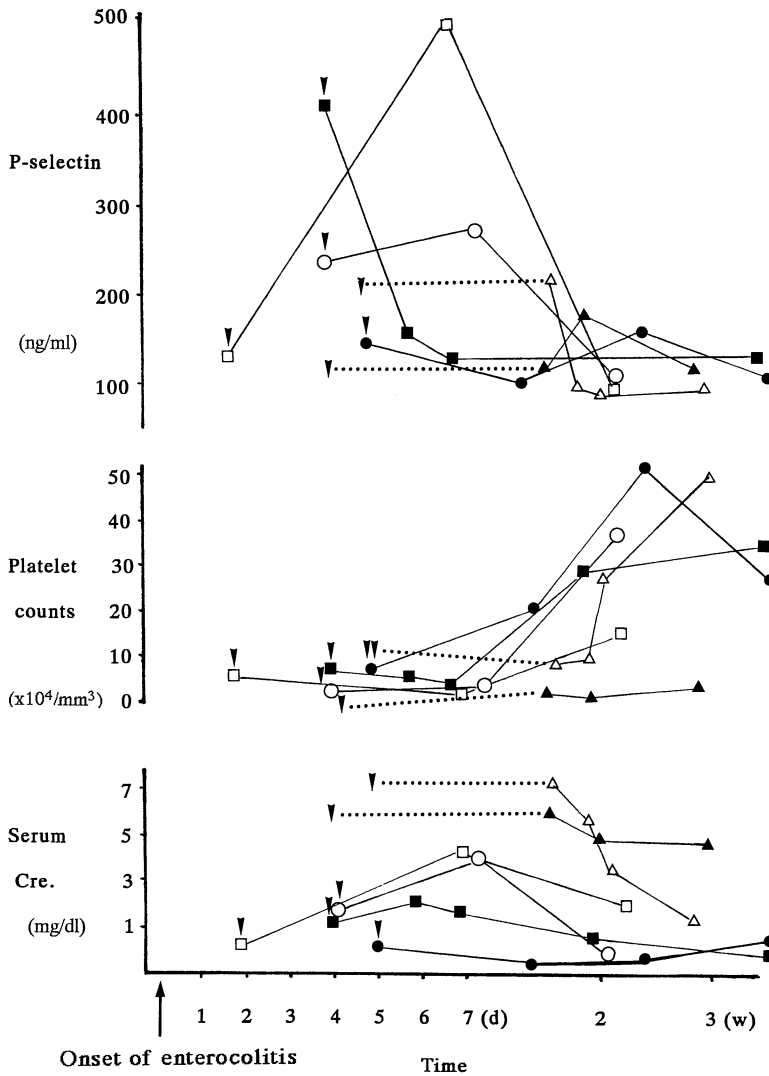 500
400
P-selectin
300
200
(ng/ml)
100
50
40
30
Platelet
counts
20
10
(x10⁴/mm³)
0
7
Serum
5
Cre.
3
(mg/dl)
1
1 2 3 4 5 6 7 (d) 2 3 (w)
Onset of enterocolitis
Time